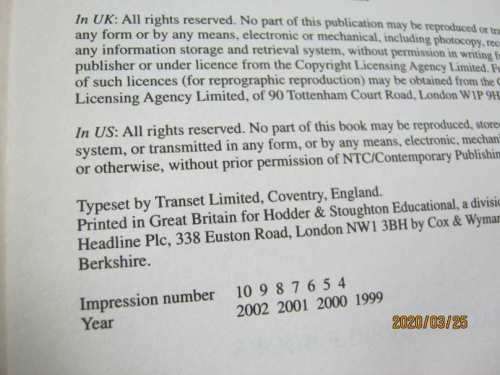 In UK: All rights reserved. No part of this publication may be reproduced or
any form or by any means, electronic or mechanical, including photocopy,
any information storage and retrieval system, without permission in writing
publisher or under licence from the Copyright Licensing Agency Limited.
of such licences (for reprographic reproduction) may be obtained from the
Licensing Agency Limited, of 90 Tottenham Court Road, London W1P
In US: All rights reserved. No part of this book may be reproduced,
system, or transmitted in any form, or by any means, electronic,
or otherwise, without prior permission of NTC/Contemporary
Typeset by Transet Limited, Coventry, England.
Printed in Great Britain for Hodder & Stoughton Educational, a
Headline Plc, 338 Euston Road, London NW1 3BH by Cox & Wyman
Berkshire.
Impression number 10 9 8 7 6 5 4
Year 2002 2001 2000 1999
2020/03/25